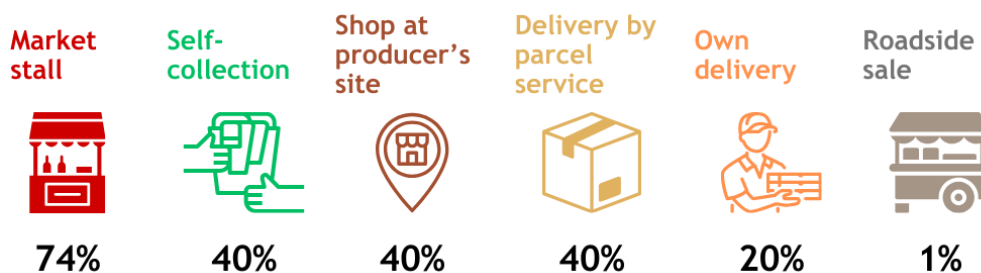 Market
stall
Self-
collection
Shop at
producer's
site
Delivery by
parcel
service
Own
delivery
Roadside
sale
74%
40%
40%
40%
20%
1%